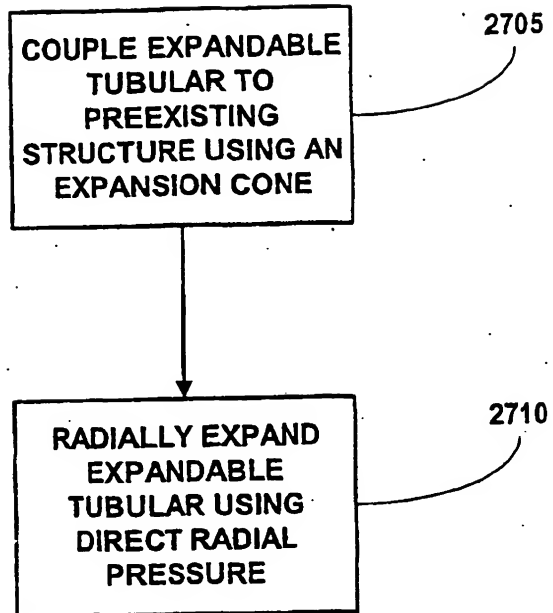 2705
COUPLE EXPANDABLE
TUBULAR TO
PREEXISTING
STRUCTURE USING AN
EXPANSION CONE
2710
RADIALLY EXPAND
EXPANDABLE
TUBULAR USING
DIRECT RADIAL
PRESSURE